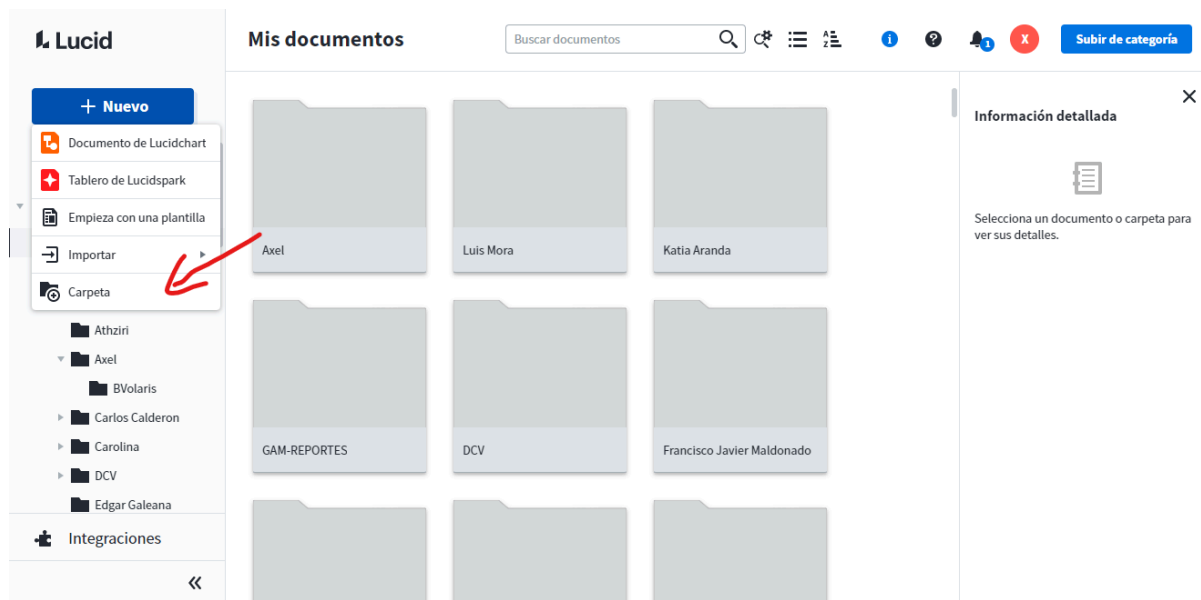 Lucid
Mis documentos
Buscar documentos
1
X
Subir de categoría
+ Nuevo
Documento de Lucidchart
Tablero de Lucidspark
Empieza con una plantilla
Importar
Carpeta
Athziri
Axel
BVolaris
Carlos Calderon
Carolina
DCV
Edgar Galeana
Integraciones
Axel
Luis Mora
Katia Aranda
GAM-REPORTES
DCV
Francisco Javier Maldonado
Información detallada
Selecciona un documento o carpeta para
ver sus detalles.